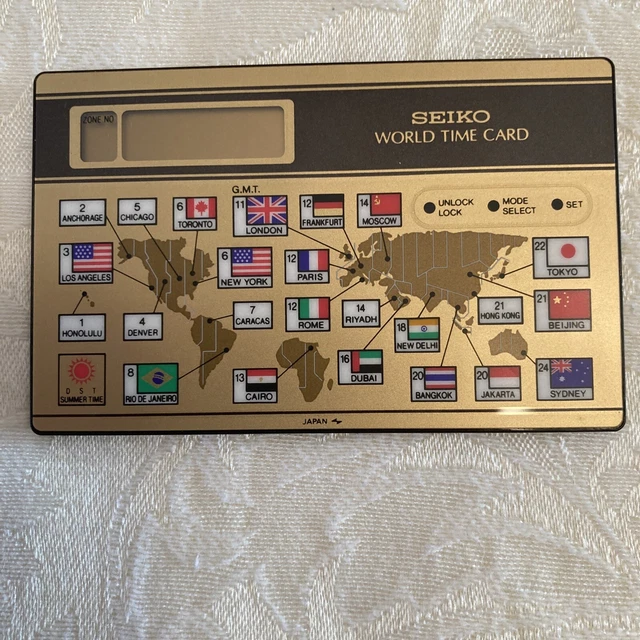 ZONE NO
SEIKO
WORLD TIME CARD
G.M.T.
2
ANCHORAGE
5
CHICAGO
6
TORONTO
11
LONDON
12
FRANKFURT
14
MOSCOW
UNLOCK
LOCK
MODE
SELECT
SET
3
LOS ANGELES
6
NEW YORK
12
PARIS
22
TOKYO
1
HONOLULU
4
DENVER
7
CARACAS
12
ROME
14
RIYADH
18
NEW DELHI
21
HONG KONG
21
BEIJING
D S T
SUMMER TIME
8
RIO DE JANEIRO
13
CAIRO
16
DUBAI
20
BANGKOK
20
JAKARTA
24
SYDNEY
JAPAN